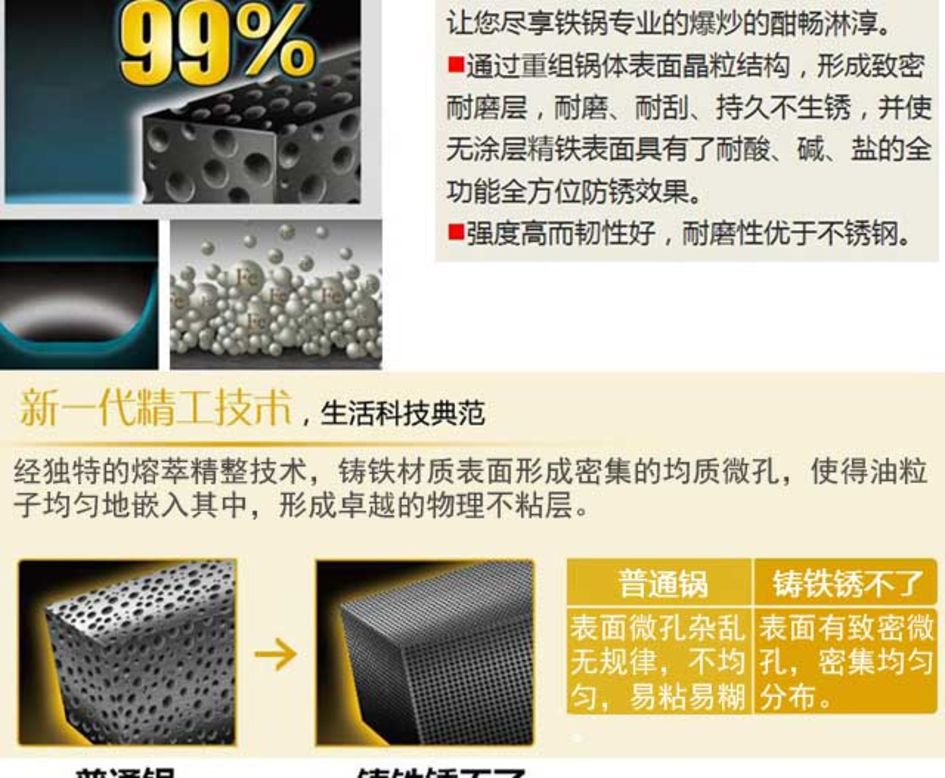 99%
让您尽享铁锅专业的爆炒的酣畅淋淳。
■通过重组锅体表面晶粒结构，形成致密
耐磨层，耐磨、耐刮、持久不生锈，并使
无涂层精铁表面具有了耐酸、碱、盐的全
功能全方位防锈效果。
■强度高而韧性好，耐磨性优于不锈钢。
Fe
Fe
Fe
Fe
新一代精工技术，生活科技典范
经独特的熔萃精整技术，铸铁材质表面形成密集的均质微孔，使得油粒
子均匀地嵌入其中，形成卓越的物理不粘层。
普通锅 铸铁锈不了
表面微孔杂乱 表面有致密微
无规律，不均 孔，密集均匀
匀，易粘易糊 分布。
普通锅 铸铁锈不了